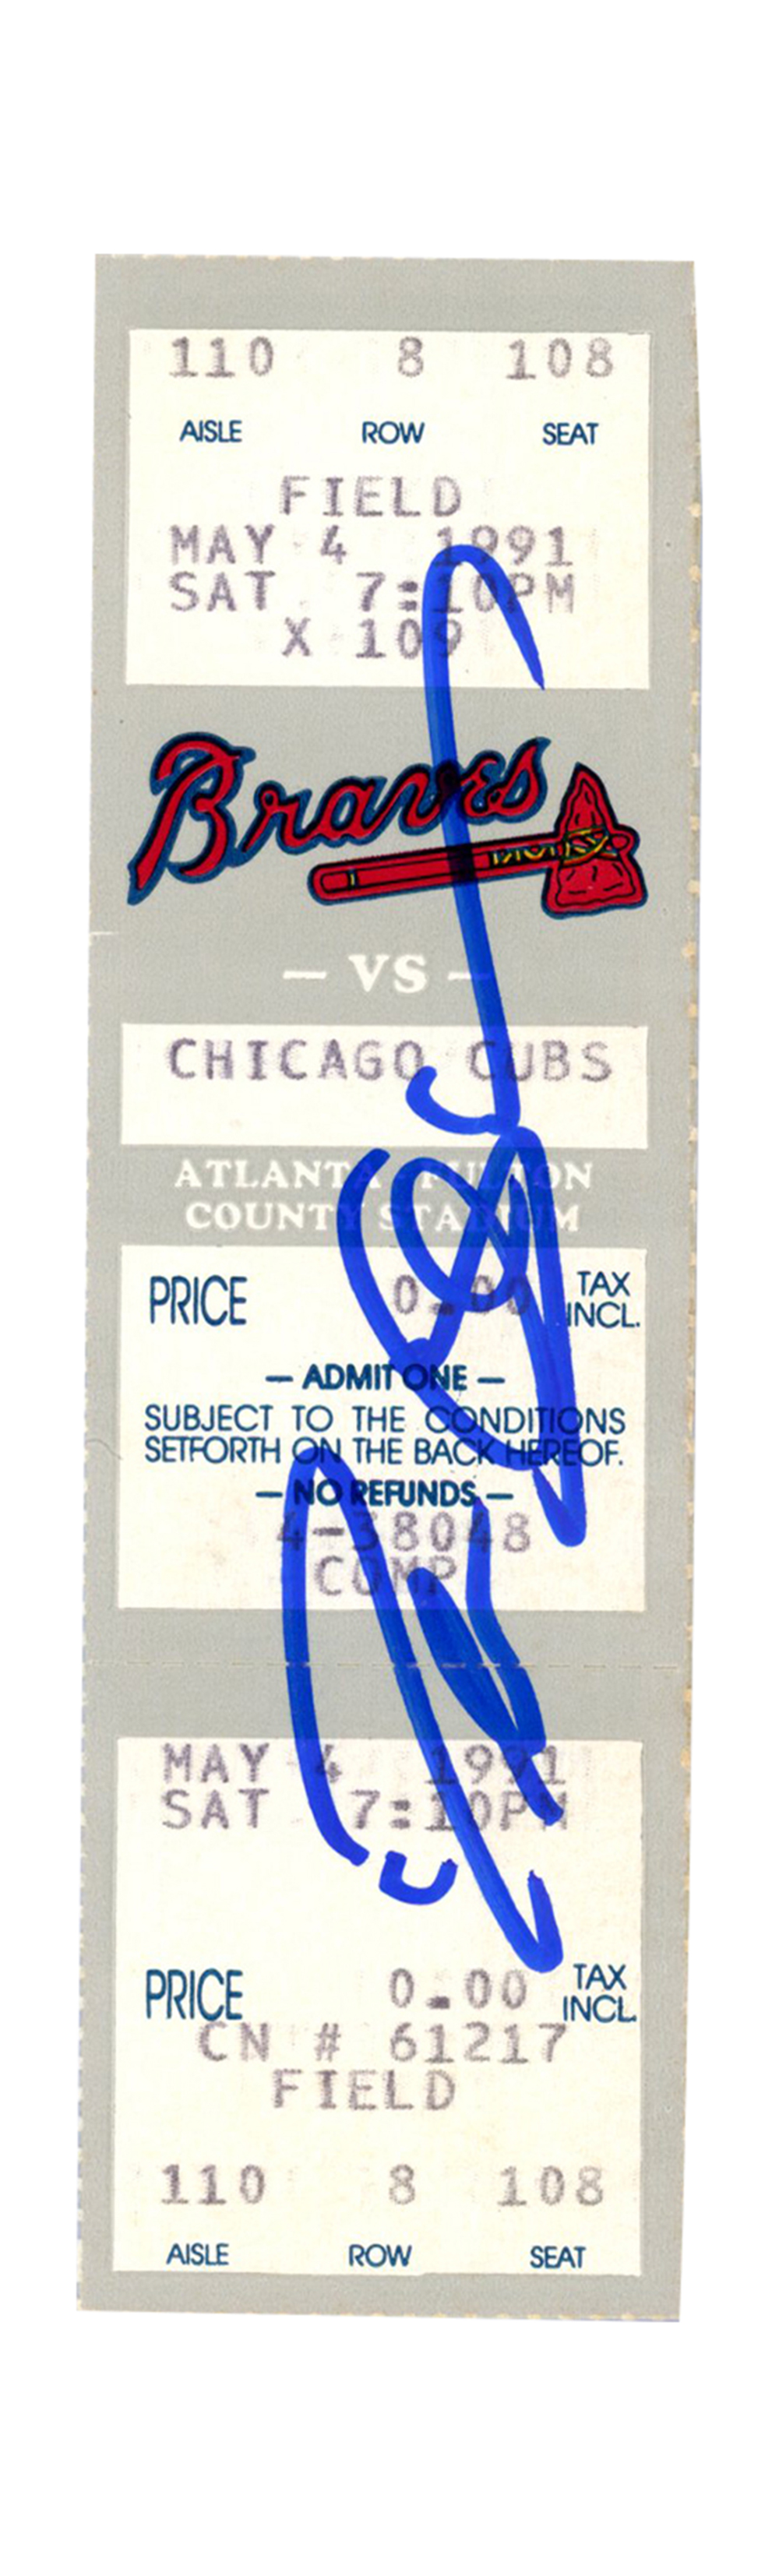 110 8 108
AISLE ROW SEAT
FIELD
MAY 4 1991
SAT 7:10PM
X 109
Braves
— VS —
CHICAGO CUBS
ATLANTA FULTON
COUNTY STADIUM
PRICE 0.00 TAX
INCL.
— ADMIT ONE —
SUBJECT TO THE CONDITIONS
SETFORTH ON THE BACK HEREOF.
— NO REFUNDS —
4-38048
COMP
MAY 4 1991
SAT 7:10PM
PRICE 0.00 TAX
INCL.
CN # 61217
FIELD
110 8 108
AISLE ROW SEAT